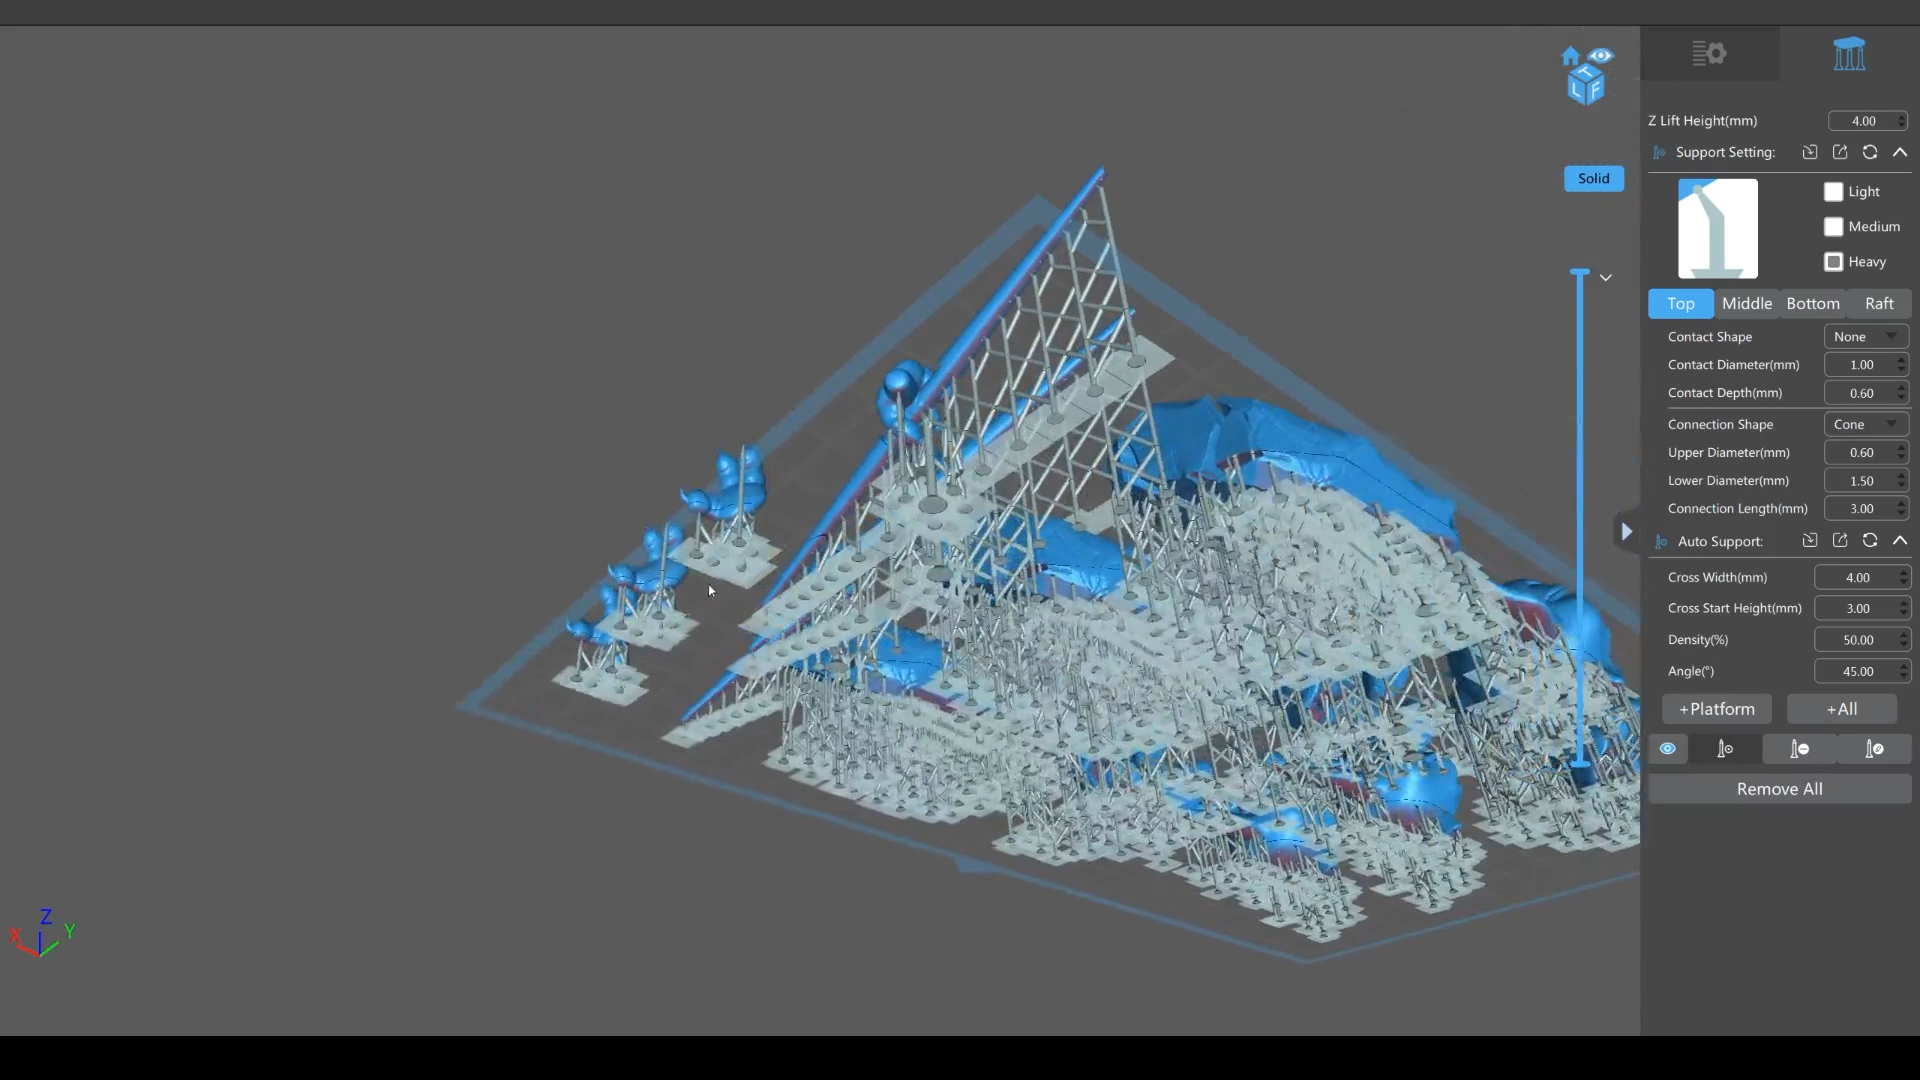 T
L F
Solid
Z Lift Height(mm) 4.00
Support Setting:
Light
Medium
Heavy
Top Middle Bottom Raft
Contact Shape None
Contact Diameter(mm) 1.00
Contact Depth(mm) 0.60
Connection Shape Cone
Upper Diameter(mm) 0.60
Lower Diameter(mm) 1.50
Connection Length(mm) 3.00
Auto Support:
Cross Width(mm) 4.00
Cross Start Height(mm) 3.00
Density(%) 50.00
Angle(°) 45.00
+Platform +All
Remove All
Z
X Y